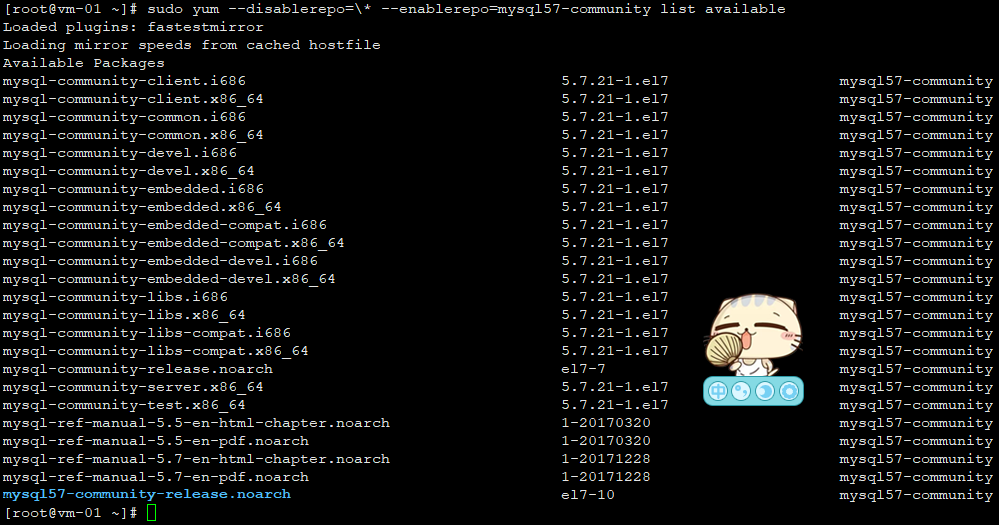 [root@vm-01 ~]# sudo yum --disablerepo=\* --enablerepo=mysql57-community list available
Loaded plugins: fastestmirror
Loading mirror speeds from cached hostfile
Available Packages
mysql-community-client.i686 5.7.21-1.el7 mysql57-community
mysql-community-client.x86_64 5.7.21-1.el7 mysql57-community
mysql-community-common.i686 5.7.21-1.el7 mysql57-community
mysql-community-common.x86_64 5.7.21-1.el7 mysql57-community
mysql-community-devel.i686 5.7.21-1.el7 mysql57-community
mysql-community-devel.x86_64 5.7.21-1.el7 mysql57-community
mysql-community-embedded.i686 5.7.21-1.el7 mysql57-community
mysql-community-embedded.x86_64 5.7.21-1.el7 mysql57-community
mysql-community-embedded-compat.i686 5.7.21-1.el7 mysql57-community
mysql-community-embedded-compat.x86_64 5.7.21-1.el7 mysql57-community
mysql-community-embedded-devel.i686 5.7.21-1.el7 mysql57-community
mysql-community-embedded-devel.x86_64 5.7.21-1.el7 mysql57-community
mysql-community-libs.i686 5.7.21-1.el7 mysql57-community
mysql-community-libs.x86_64 5.7.21-1.el7 mysql57-community
mysql-community-libs-compat.i686 5.7.21-1.el7 mysql57-community
mysql-community-libs-compat.x86_64 5.7.21-1.el7 mysql57-community
mysql-community-release.noarch el7-7 mysql57-community
mysql-community-server.x86_64 5.7.21-1.el7 mysql57-community
mysql-community-test.x86_64 5.7.21-1.el7 mysql57-community
中
mysql-ref-manual-5.5-en-html-chapter.noarch 1-20170320 mysql57-community
mysql-ref-manual-5.5-en-pdf.noarch 1-20170320 mysql57-community
mysql-ref-manual-5.7-en-html-chapter.noarch 1-20171228 mysql57-community
mysql-ref-manual-5.7-en-pdf.noarch 1-20171228 mysql57-community
mysql57-community-release.noarch el7-10 mysql57-community
[root@vm-01 ~]#